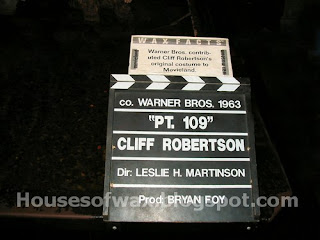 WAX FACTS
Warner Bros. contrib-
uted Cliff Robertson's
original costume to
Movieland.
CO. WARNER BROS. 1963
"PT. 109"
CLIFF ROBERTSON
Dir: LESLIE H. MARTINSON
Prod: BRYAN FOY
Housesofwax.blogspot.com